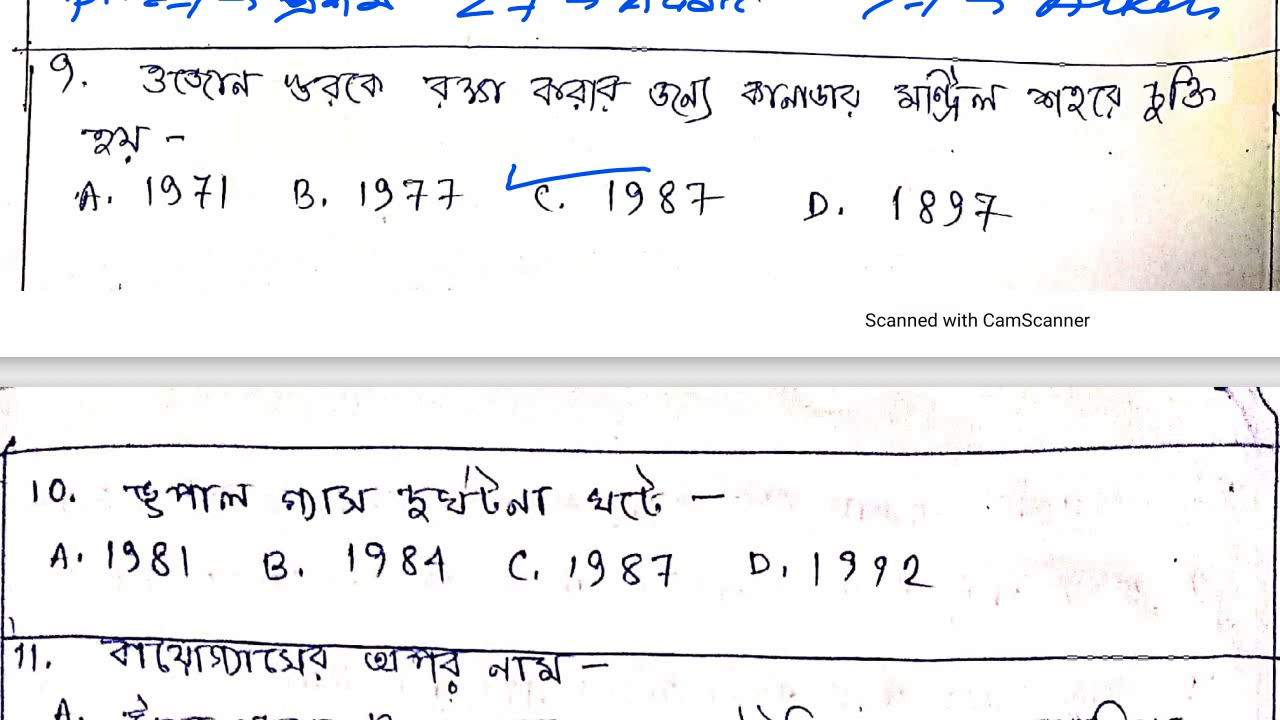 9. ওজোন স্তরকে রক্ষা করার জন্যে কানাডার মন্ট্রিল শহরে চুক্তি
হয় -
A. 1971 B. 1977 C. 1987 D. 1897
Scanned with CamScanner
10. ভুপাল গ্যাস দুর্ঘটনা ঘটে -
A. 1981 B. 1984 C. 1987 D. 1992
11. বায়োগ্যাসের অপর নাম -
A.